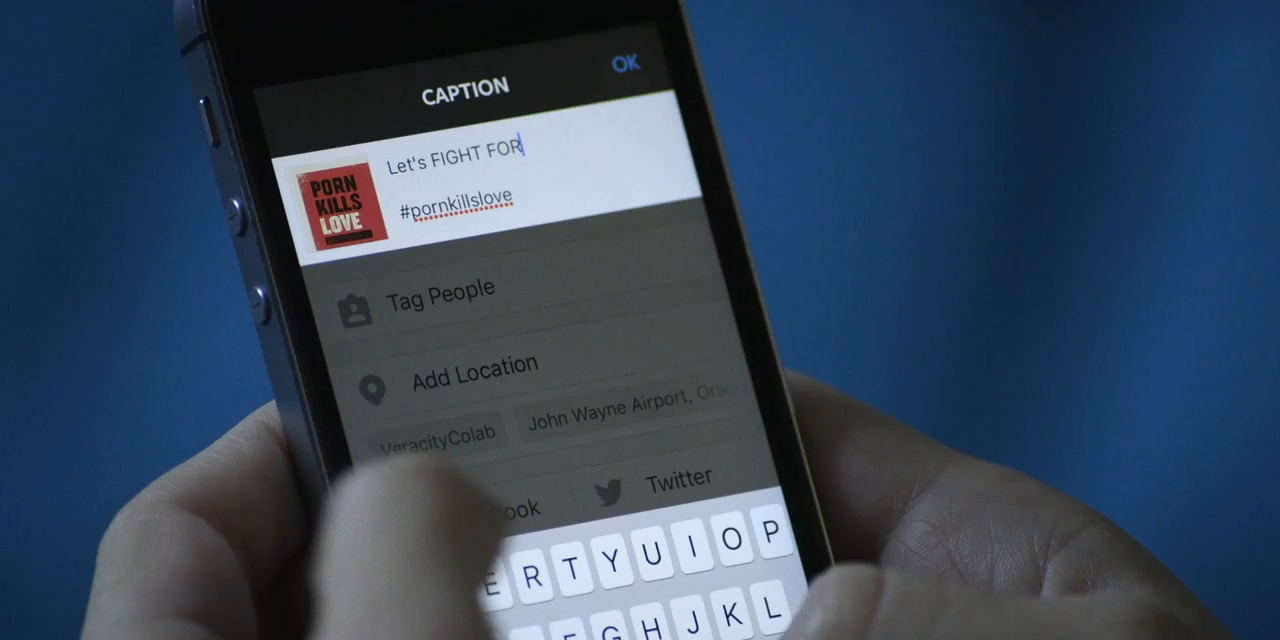 CAPTION
OK
Let's FIGHT FOR
#pornkillslove
PORN
KILLS
LOVE
Tag People
Add Location
VeracityColab
John Wayne Airport,
Twitter
E R T Y U I O P
G H J K L